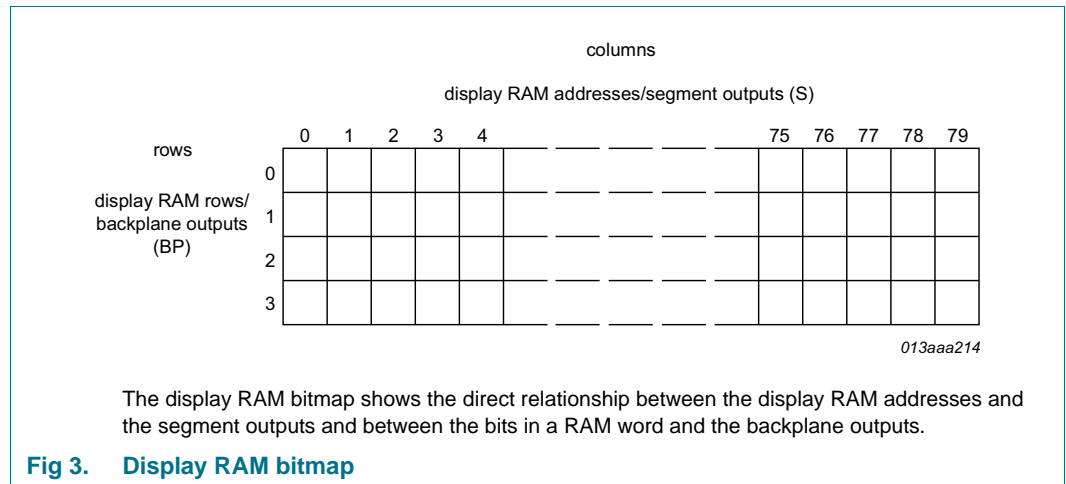 columns
display RAM addresses/segment outputs (S)
0 1 2 3 4 75 76 77 78 79
rows
0
display RAM rows/
backplane outputs
(BP)
1
2
3
013aaa214
The display RAM bitmap shows the direct relationship between the display RAM addresses and
the segment outputs and between the bits in a RAM word and the backplane outputs.
Fig 3. Display RAM bitmap